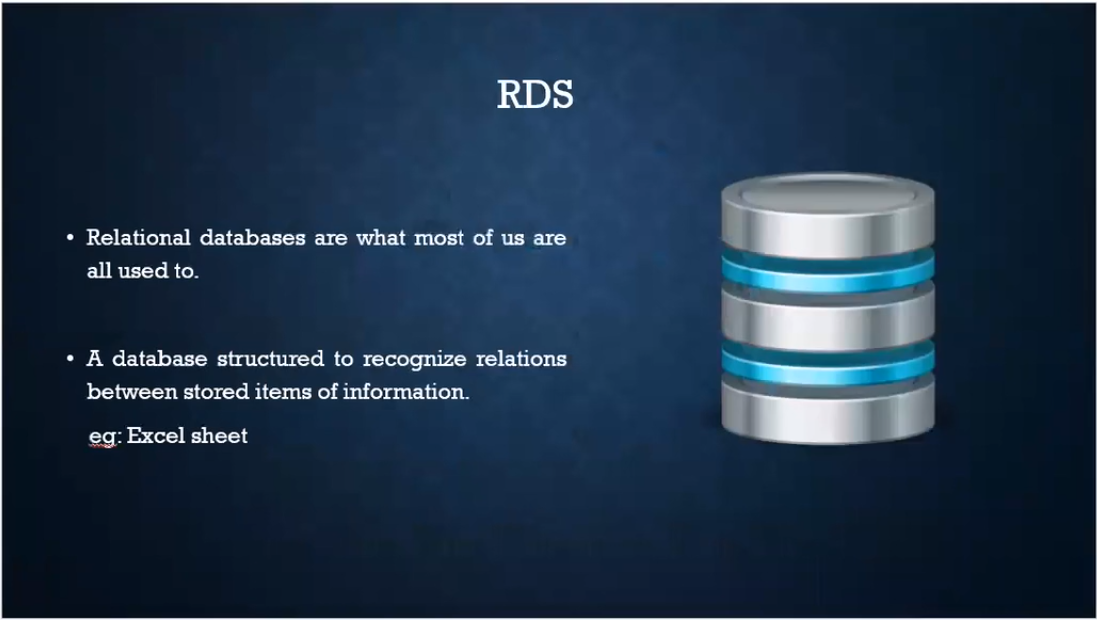 RDS
• Relational databases are what most of us are
all used to.
• A database structured to recognize relations
between stored items of information.
eg: Excel sheet